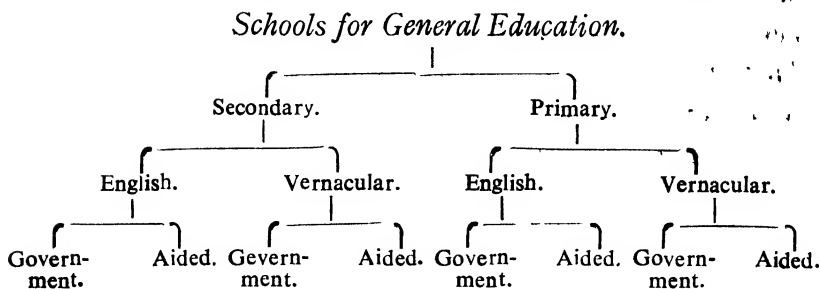 Schools for General Education.
Secondary. Primary.
English. Vernacular. English. Vernacular.
Govern- Aided. Gevern- Aided. Govern- Aided. Govern- Aided.
ment. ment. ment. ment.